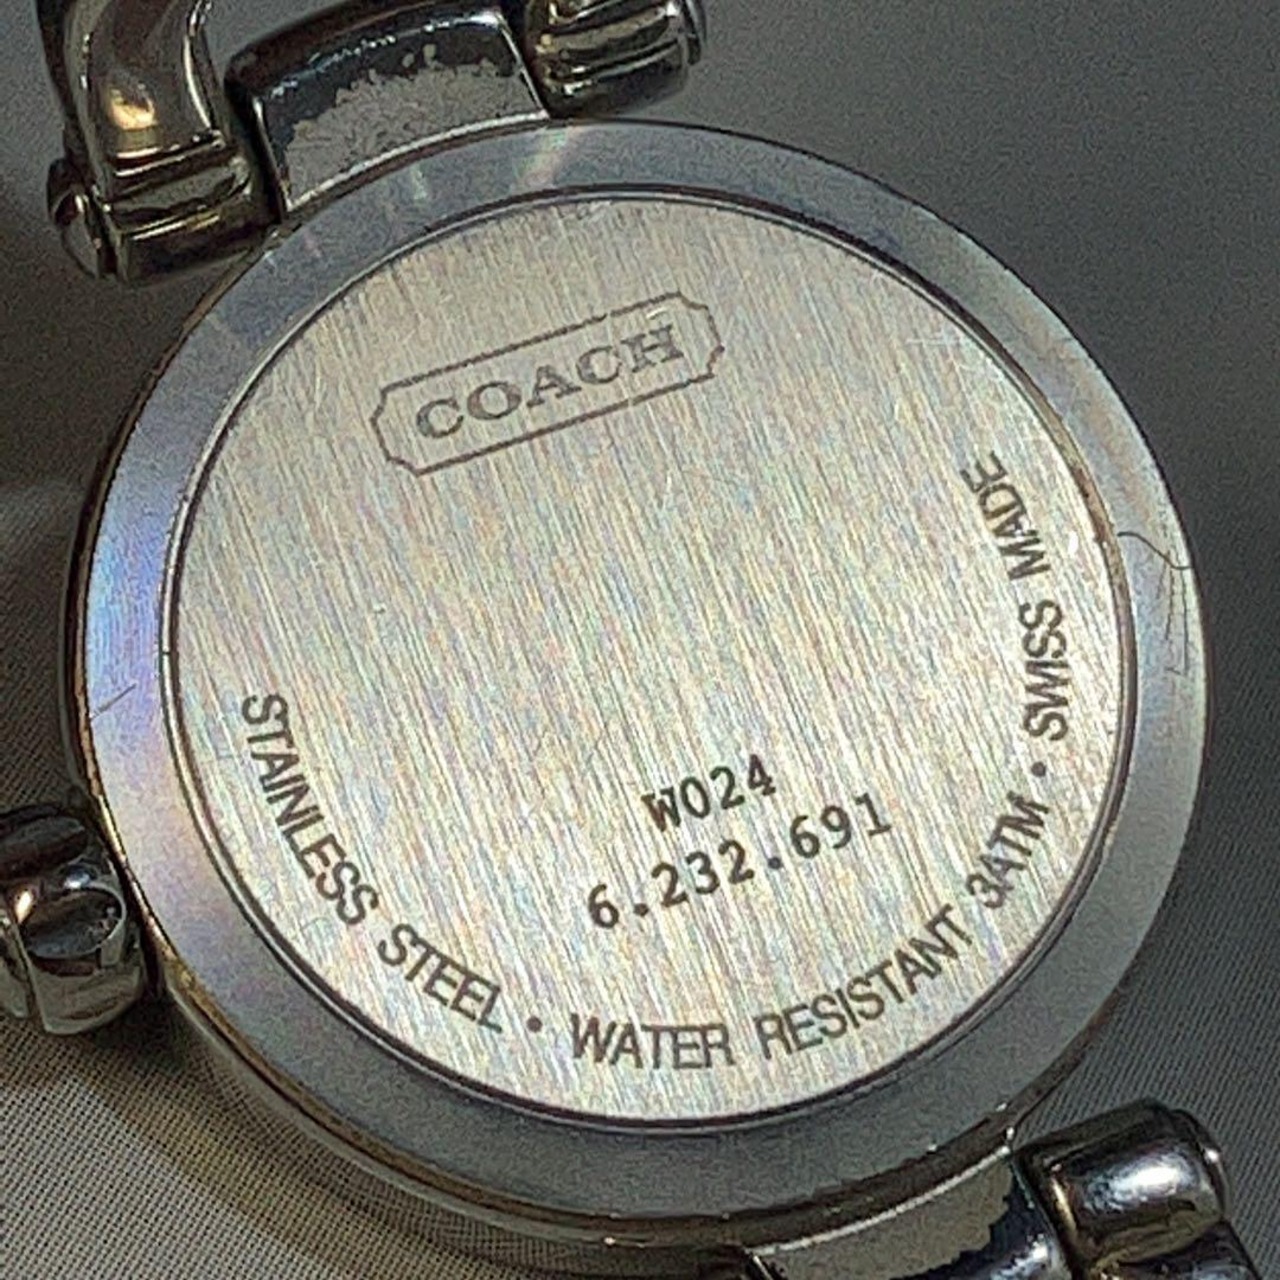 COACH
W024
6.232.691
STAINLESS STEEL • WATER RESISTANT 3ATM • SWISS MADE